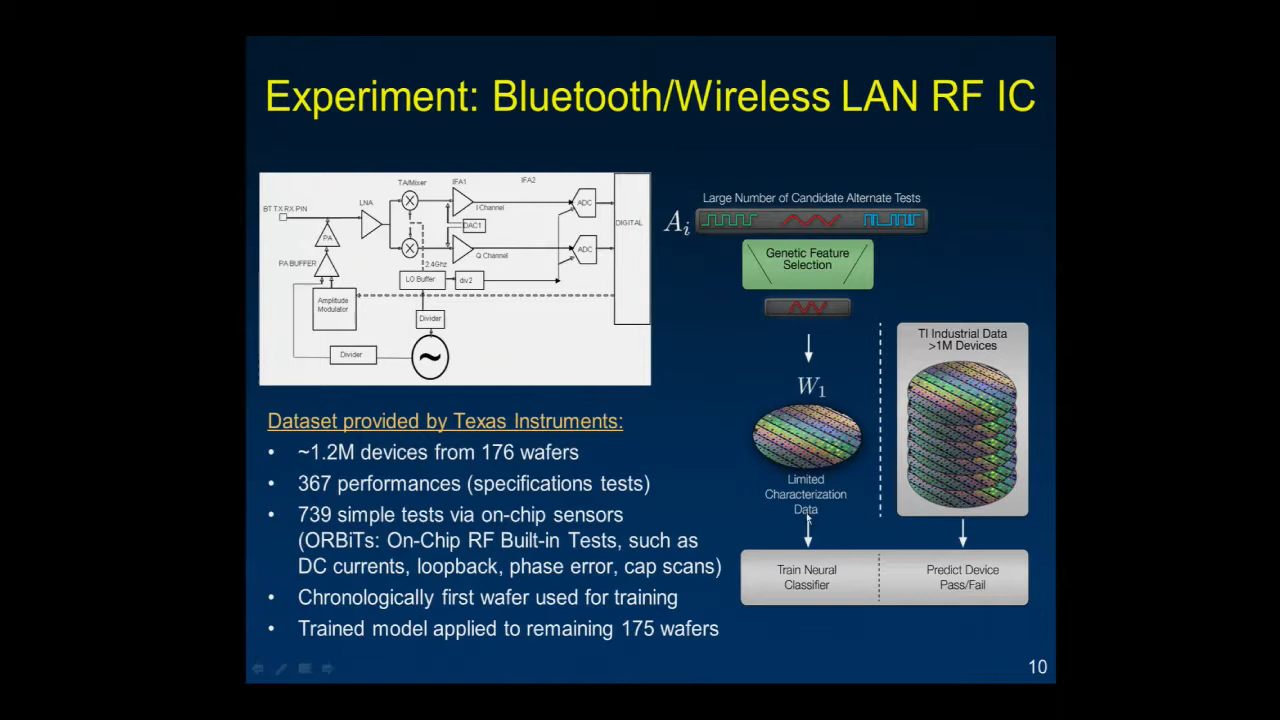 Experiment: Bluetooth/Wireless LAN RF IC
BT TX RX PIN
LNA
TA/Mixer
IFA1
IFA2
I Channel
DAC1
ADC
DIGITAL
PA
PA BUFFER
2.4Ghz
Q Channel
ADC
LO Buffer
div2
Amplitude
Modulator
Divider
Divider
~
Dataset provided by Texas Instruments:
• ~1.2M devices from 176 wafers
• 367 performances (specifications tests)
• 739 simple tests via on-chip sensors
(ORBiTs: On-Chip RF Built-in Tests, such as
DC currents, loopback, phase error, cap scans)
• Chronologically first wafer used for training
• Trained model applied to remaining 175 wafers
Large Number of Candidate Alternate Tests
Ai
Genetic Feature
Selection
W1
Limited
Characterization
Data
TI Industrial Data
>1M Devices
Train Neural
Classifier
Predict Device
Pass/Fail
10